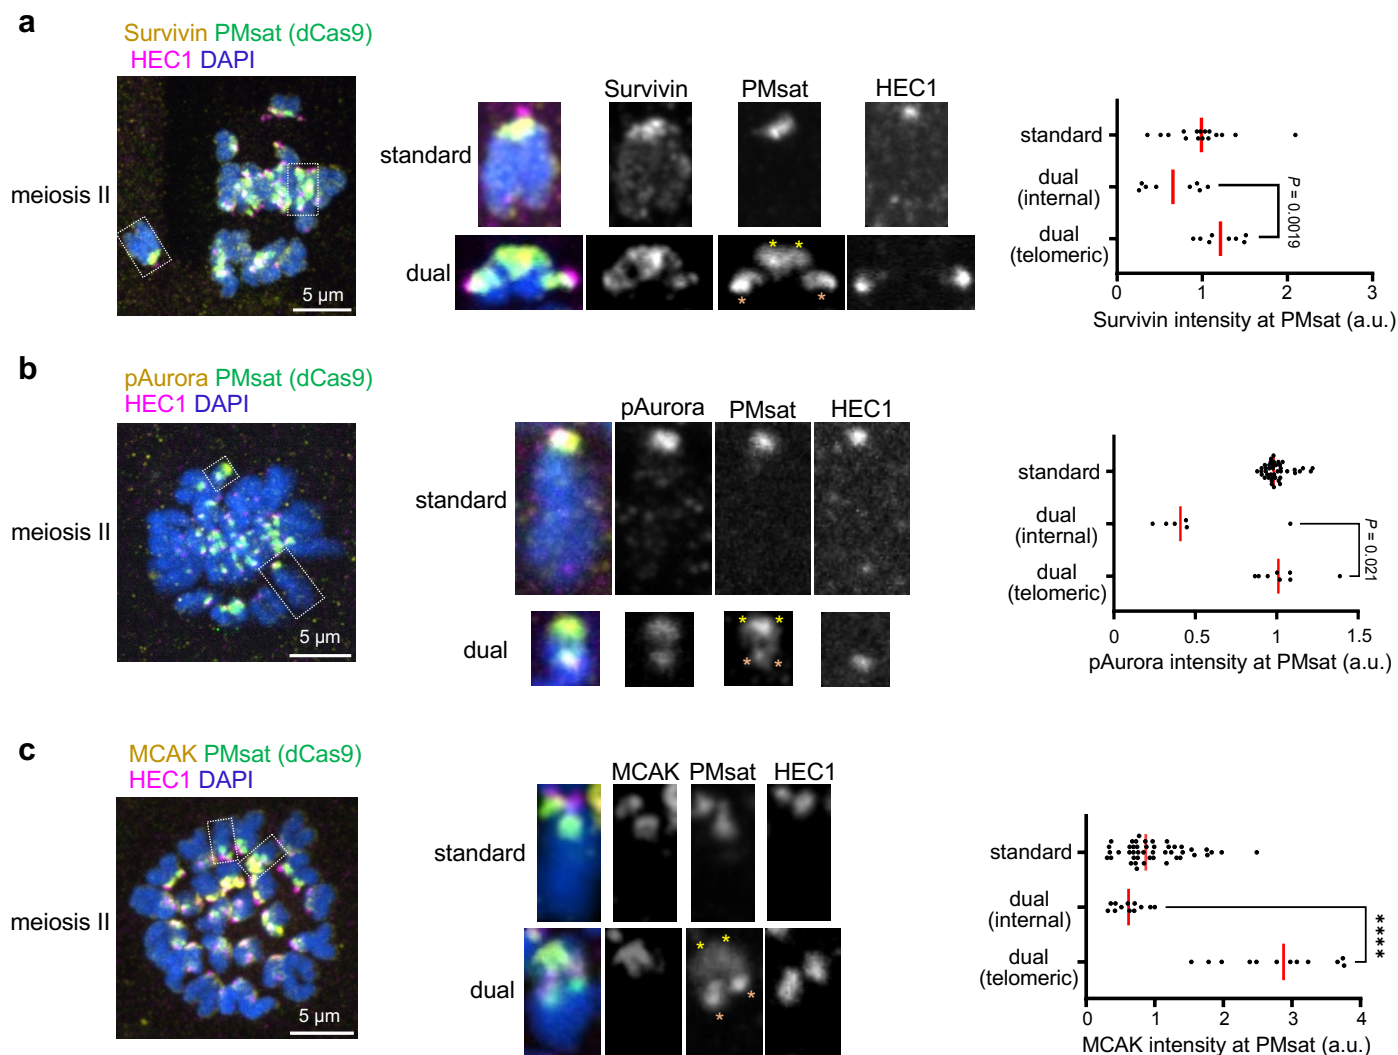 a
Survivin PMsat (dCas9)
HEC1 DAPI
meiosis II
5 µm
Survivin PMsat HEC1
standard
dual
* *
* *
standard
dual
(internal)
dual
(telomeric)
P = 0.0019
0 1 2 3
Survivin intensity at PMsat (a.u.)
b
pAurora PMsat (dCas9)
HEC1 DAPI
meiosis II
5 µm
pAurora PMsat HEC1
standard
dual
* *
* *
standard
dual
(internal)
dual
(telomeric)
P = 0.021
0 0.5 1 1.5
pAurora intensity at PMsat (a.u.)
c
MCAK PMsat (dCas9)
HEC1 DAPI
meiosis II
5 µm
MCAK PMsat HEC1
standard
dual
* *
* *
standard
dual
(internal)
dual
(telomeric)
****
0 1 2 3 4
MCAK intensity at PMsat (a.u.)